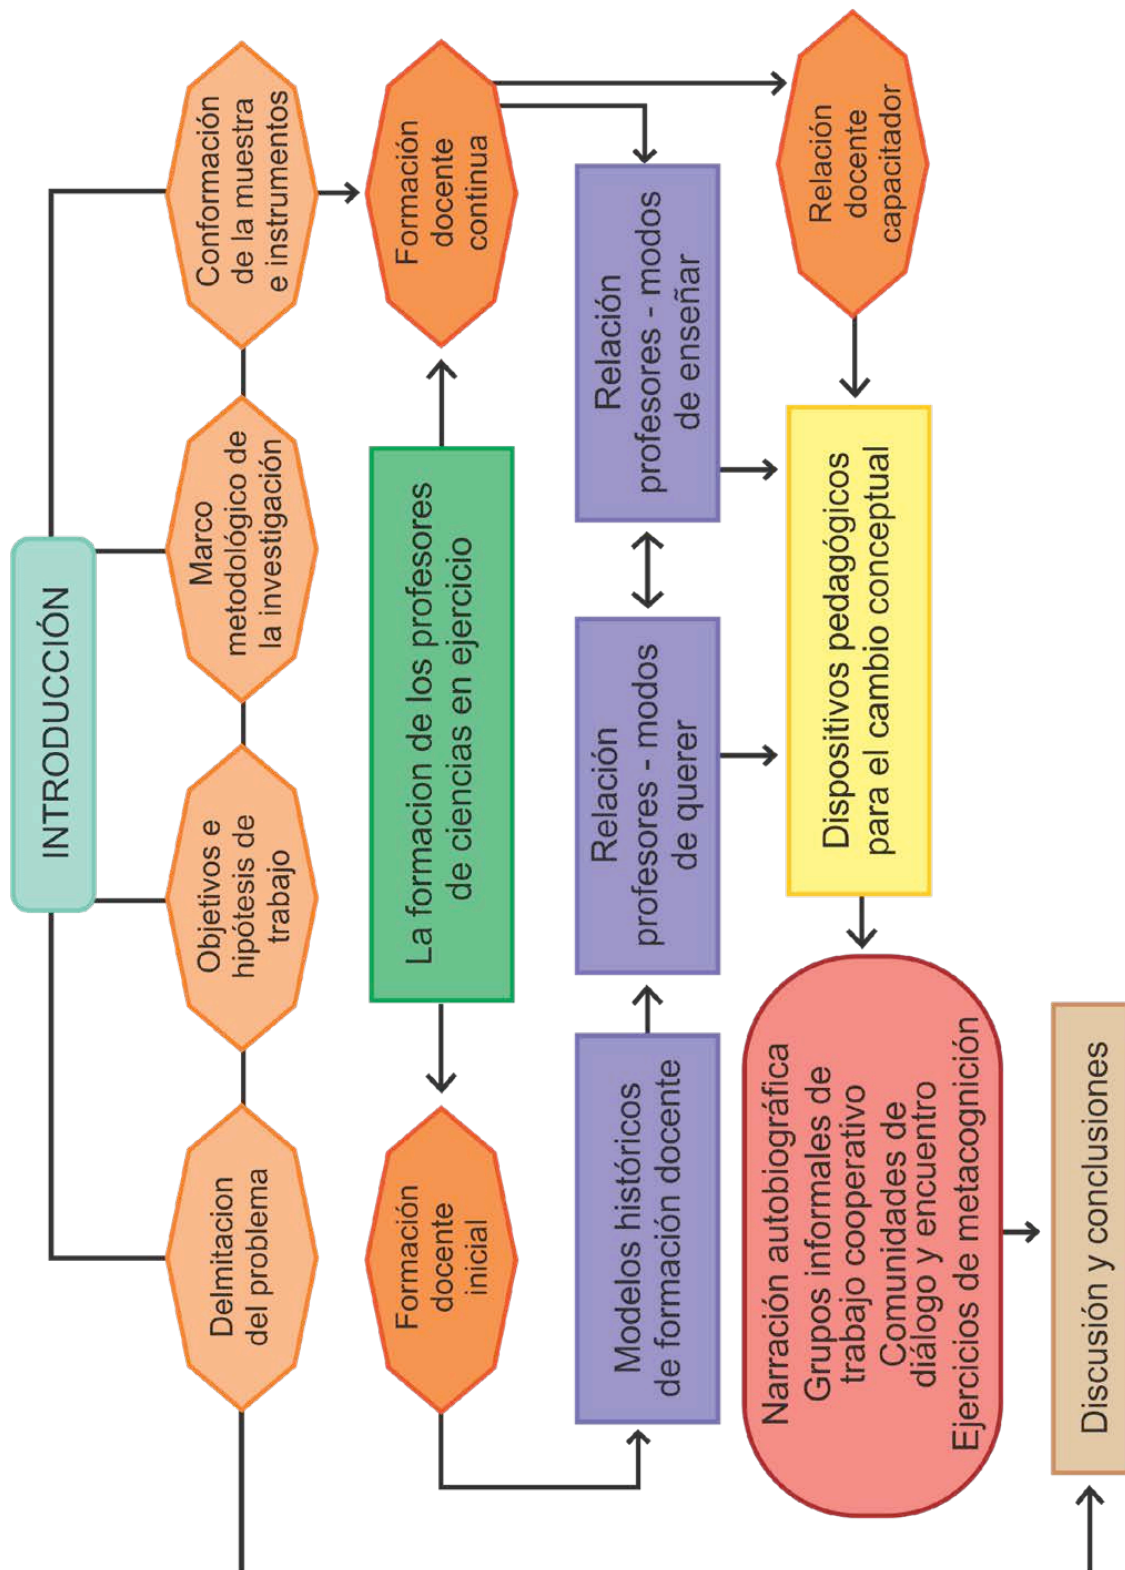 INTRODUCCIÓN
Delmitacion
del problema
Objetivos e
hipótesis de
trabajo
Marco
metodológico de
la investigación
Conformación
de la muestra
e instrumentos
Formación
docente
inicial
La formacion de los profesores
de ciencias en ejercicio
Formación
docente
continua
Modelos históricos
de formación docente
Relación
profesores - modos
de querer
Relación
profesores - modos
de enseñar
Relación
docente
capacitador
Dispositivos pedagógicos
para el cambio conceptual
Narración autobiográfica
Grupos informales de
trabajo cooperativo
Comunidades de
diálogo y encuentro
Ejercicios de metacognición
Discusión y conclusiones